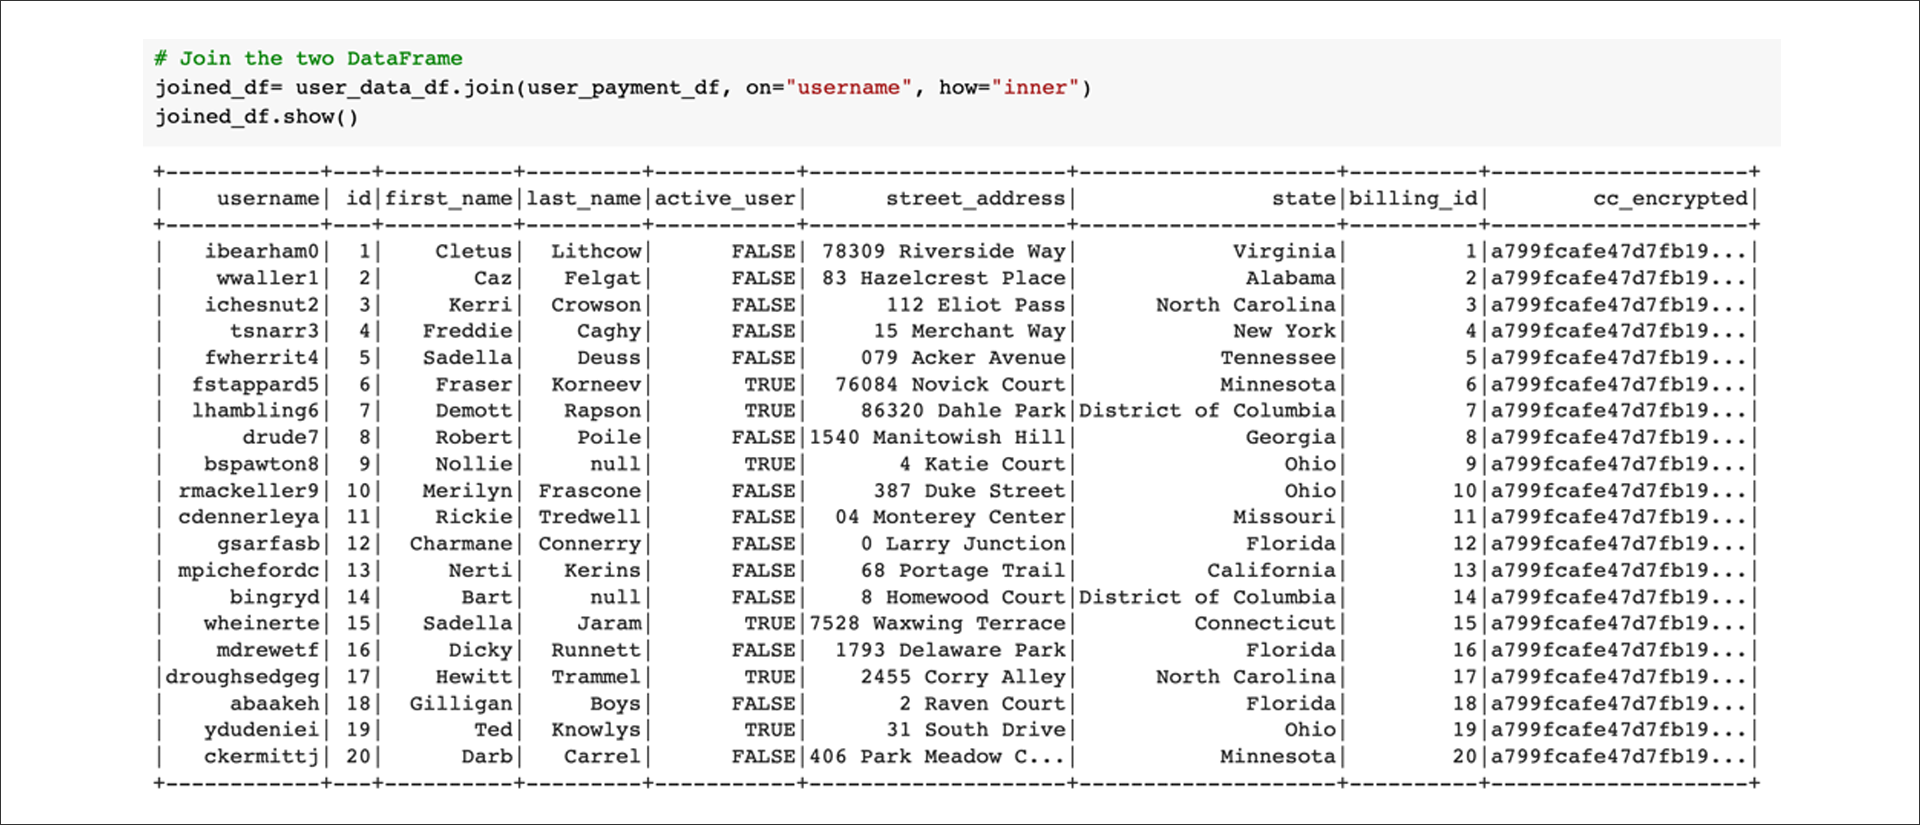 # Join the two DataFrame
joined_df= user_data_df.join(user_payment_df, on="username", how="inner")
joined_df.show()
+------------+---+----------+---------+-----------+--------------------+--------------------+----------+--------------------+
|    username| id|first_name|last_name|active_user|      street_address|               state|billing_id|        cc_encrypted|
+------------+---+----------+---------+-----------+--------------------+--------------------+----------+--------------------+
|   ibearham0|  1|    Cletus|  Lithcow|      FALSE| 78309 Riverside Way|            Virginia|         1|a799fcafe47d7fb19...|
|    wwaller1|  2|       Caz|   Felgat|      FALSE| 83 Hazelcrest Place|             Alabama|         2|a799fcafe47d7fb19...|
|   ichesnut2|  3|     Kerri|  Crowson|      FALSE|      112 Eliot Pass|      North Carolina|         3|a799fcafe47d7fb19...|
|     tsnarr3|  4|   Freddie|    Caghy|      FALSE|     15 Merchant Way|            New York|         4|a799fcafe47d7fb19...|
|   fwherrit4|  5|   Sadella|    Deuss|      FALSE|    079 Acker Avenue|           Tennessee|         5|a799fcafe47d7fb19...|
|  fstappard5|  6|    Fraser|  Korneev|       TRUE|  76084 Novick Court|           Minnesota|         6|a799fcafe47d7fb19...|
|  lhambling6|  7|    Demott|   Rapson|       TRUE|    86320 Dahle Park|District of Columbia|         7|a799fcafe47d7fb19...|
|      drude7|  8|    Robert|    Poile|      FALSE|1540 Manitowish Hill|             Georgia|         8|a799fcafe47d7fb19...|
|   bspawton8|  9|    Nollie|     null|       TRUE|       4 Katie Court|                Ohio|         9|a799fcafe47d7fb19...|
| rmackeller9| 10|   Merilyn| Frascone|      FALSE|     387 Duke Street|                Ohio|        10|a799fcafe47d7fb19...|
| cdennerleya| 11|    Rickie| Tredwell|      FALSE|  04 Monterey Center|            Missouri|        11|a799fcafe47d7fb19...|
|    gsarfasb| 12|  Charmane| Connerry|      FALSE|    0 Larry Junction|             Florida|        12|a799fcafe47d7fb19...|
| mpichefordc| 13|     Nerti|   Kerins|      FALSE|    68 Portage Trail|          California|        13|a799fcafe47d7fb19...|
|     bingryd| 14|      Bart|     null|      FALSE|    8 Homewood Court|District of Columbia|        14|a799fcafe47d7fb19...|
|   wheinerte| 15|   Sadella|    Jaram|       TRUE|7528 Waxwing Terrace|         Connecticut|        15|a799fcafe47d7fb19...|
|    mdrewetf| 16|     Dicky|  Runnett|      FALSE|  1793 Delaware Park|             Florida|        16|a799fcafe47d7fb19...|
|droughsedgeg| 17|    Hewitt|  Trammel|       TRUE|    2455 Corry Alley|      North Carolina|        17|a799fcafe47d7fb19...|
|     abaakeh| 18|  Gilligan|     Boys|      FALSE|       2 Raven Court|             Florida|        18|a799fcafe47d7fb19...|
|   ydudeniei| 19|       Ted|  Knowlys|       TRUE|      31 South Drive|                Ohio|        19|a799fcafe47d7fb19...|
|   ckermittj| 20|      Darb|   Carrel|      FALSE|406 Park Meadow C...|           Minnesota|        20|a799fcafe47d7fb19...|
+------------+---+----------+---------+-----------+--------------------+--------------------+----------+--------------------+